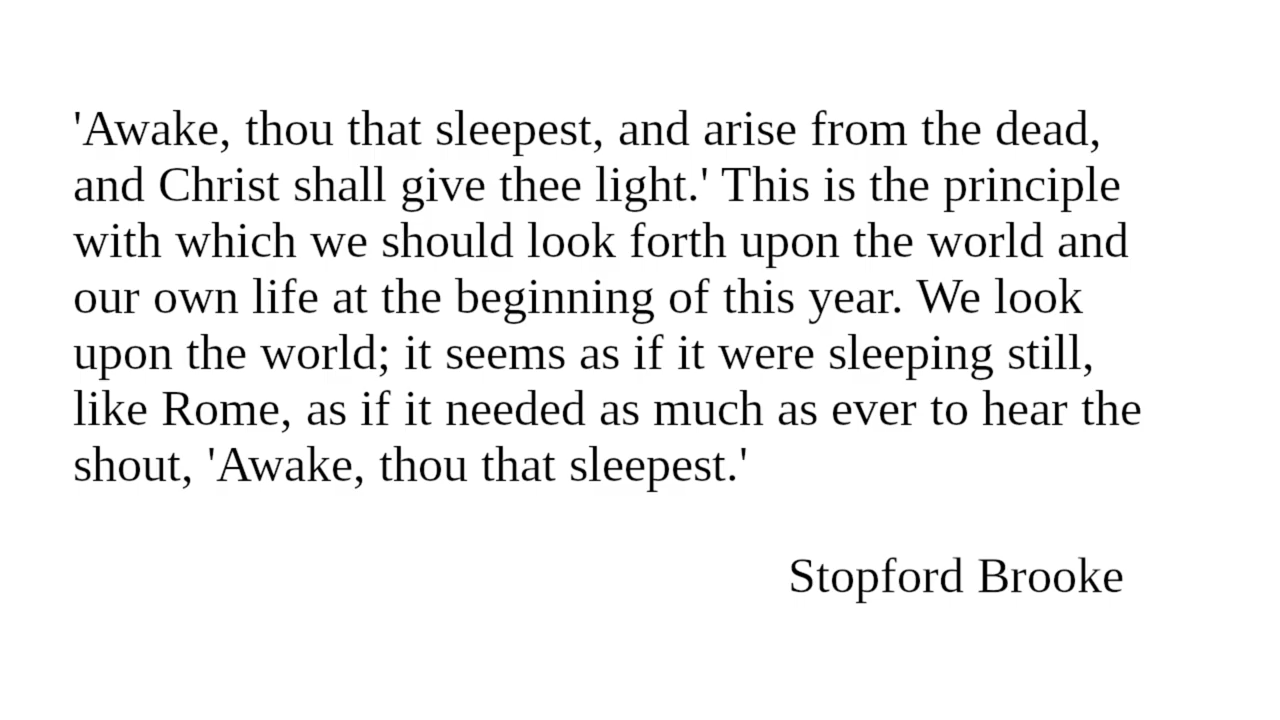 'Awake, thou that sleepest, and arise from the dead,
and Christ shall give thee light.' This is the principle
with which we should look forth upon the world and
our own life at the beginning of this year. We look
upon the world; it seems as if it were sleeping still,
like Rome, as if it needed as much as ever to hear the
shout, 'Awake, thou that sleepest.'
Stopford Brooke